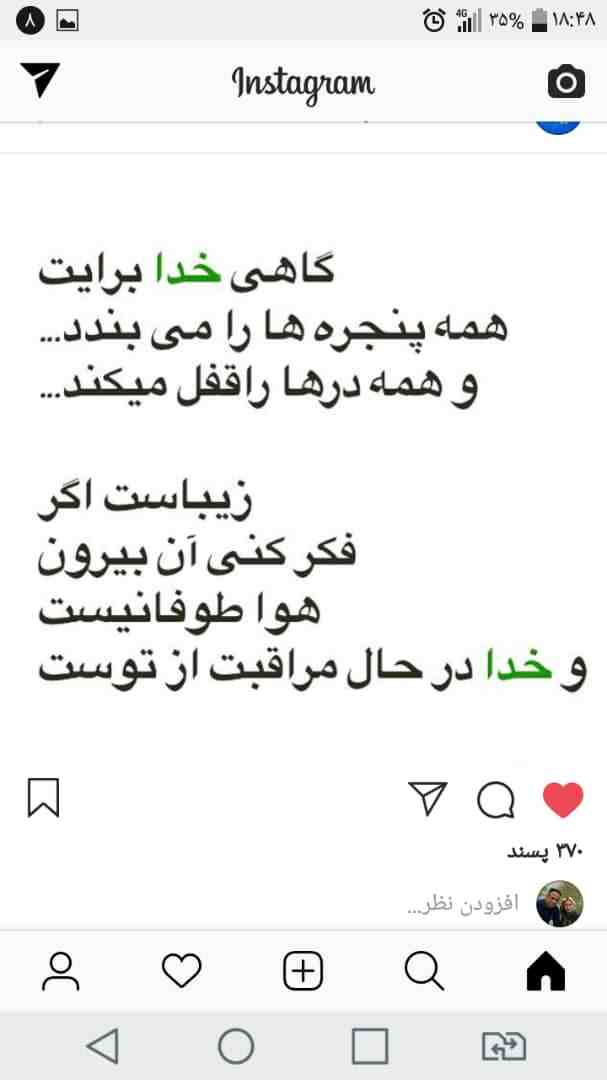 ۸
4G ۳۵% ۱۸:۴۸
Instagram
گاهی خدا برایت
همه پنجره ها را می بندد...
و همه درها راقفل میکند...
زیباست اگر
فکر کنی آن بیرون
هوا طوفانیست
و خدا در حال مراقبت از توست
۳۷۰ پسند
افزودن نظر...